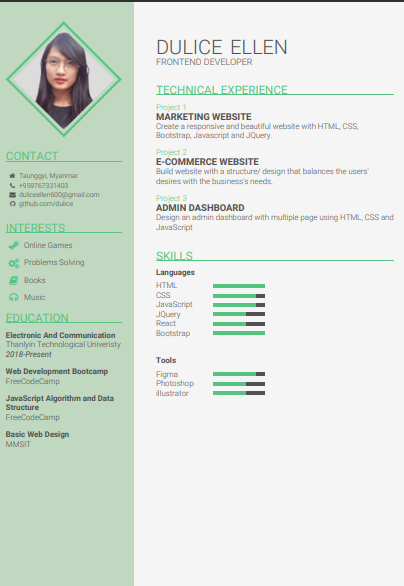 DULICE ELLEN
FRONTEND DEVELOPER
CONTACT
Taunggyi, Myanmar
+959767331403
duliceellen600@gmail.com
github.com/dulice
INTERESTS
Online Games
Problems Solving
Books
Music
EDUCATION
Electronic And Communication
Thanlyin Technological Univeristy
2018-Present
Web Development Bootcamp
FreeCodeCamp
JavaScript Algorithm and Data
Structure
FreeCodeCamp
Basic Web Design
MMSIT
TECHNICAL EXPERIENCE
Project 1
MARKETING WEBSITE
Create a responsive and beautiful website with HTML, CSS,
Bootstrap, Javascript and JQuery.
Project 2
E-COMMERCE WEBSITE
Build website with a structure/ design that balances the users'
desires with the business's needs.
Project 3
ADMIN DASHBOARD
Design an admin dashboard with multiple page using HTML, CSS and
JavaScript
SKILLS
Languages
HTML
CSS
JavaScript
JQuery
React
Bootstrap
Tools
Figma
Photoshop
illustrator